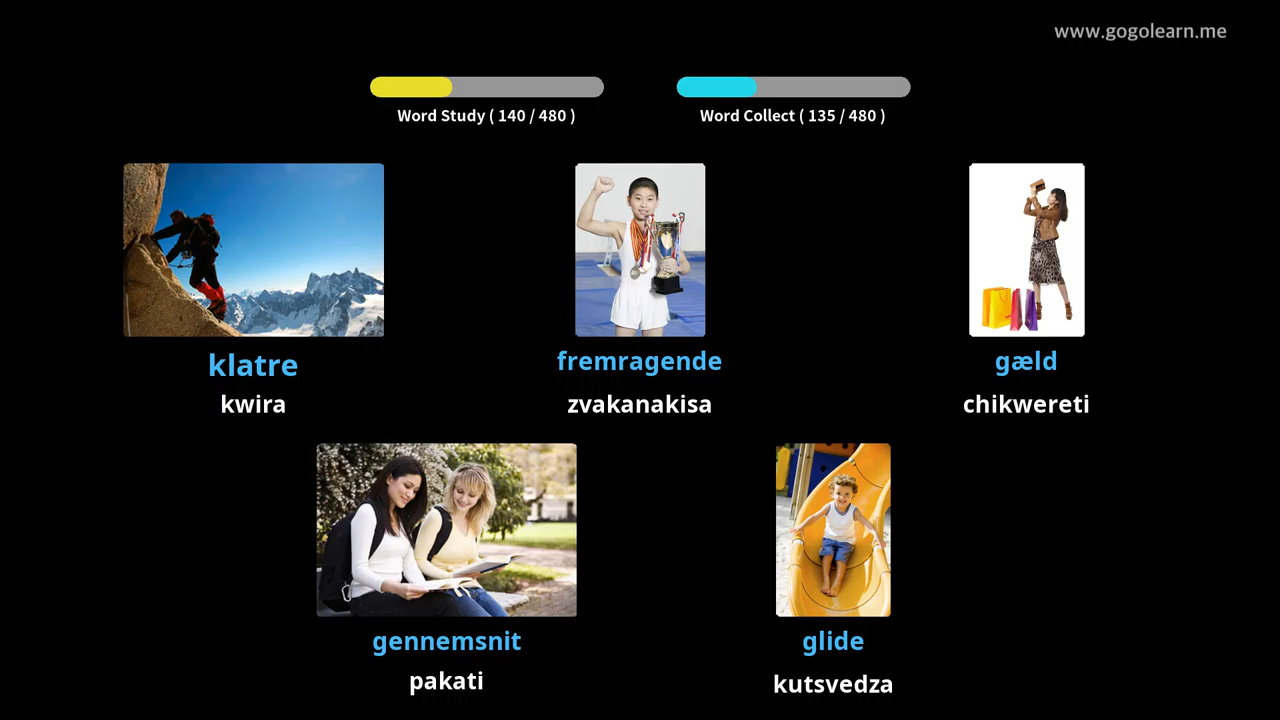 www.gogolearn.me
Word Study ( 140 / 480 )
Word Collect ( 135 / 480 )
klatre
kwira
fremragende
zvakanakisa
gæld
chikwereti
gennemsnit
pakati
glide
kutsvedza